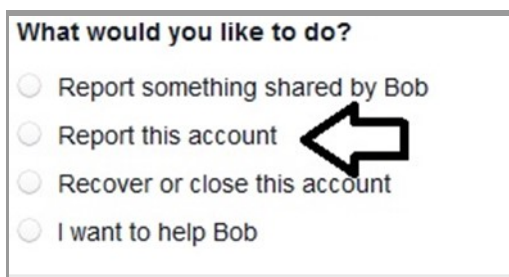 What would you like to do?
Report something shared by Bob
Report this account
Recover or close this account
I want to help Bob